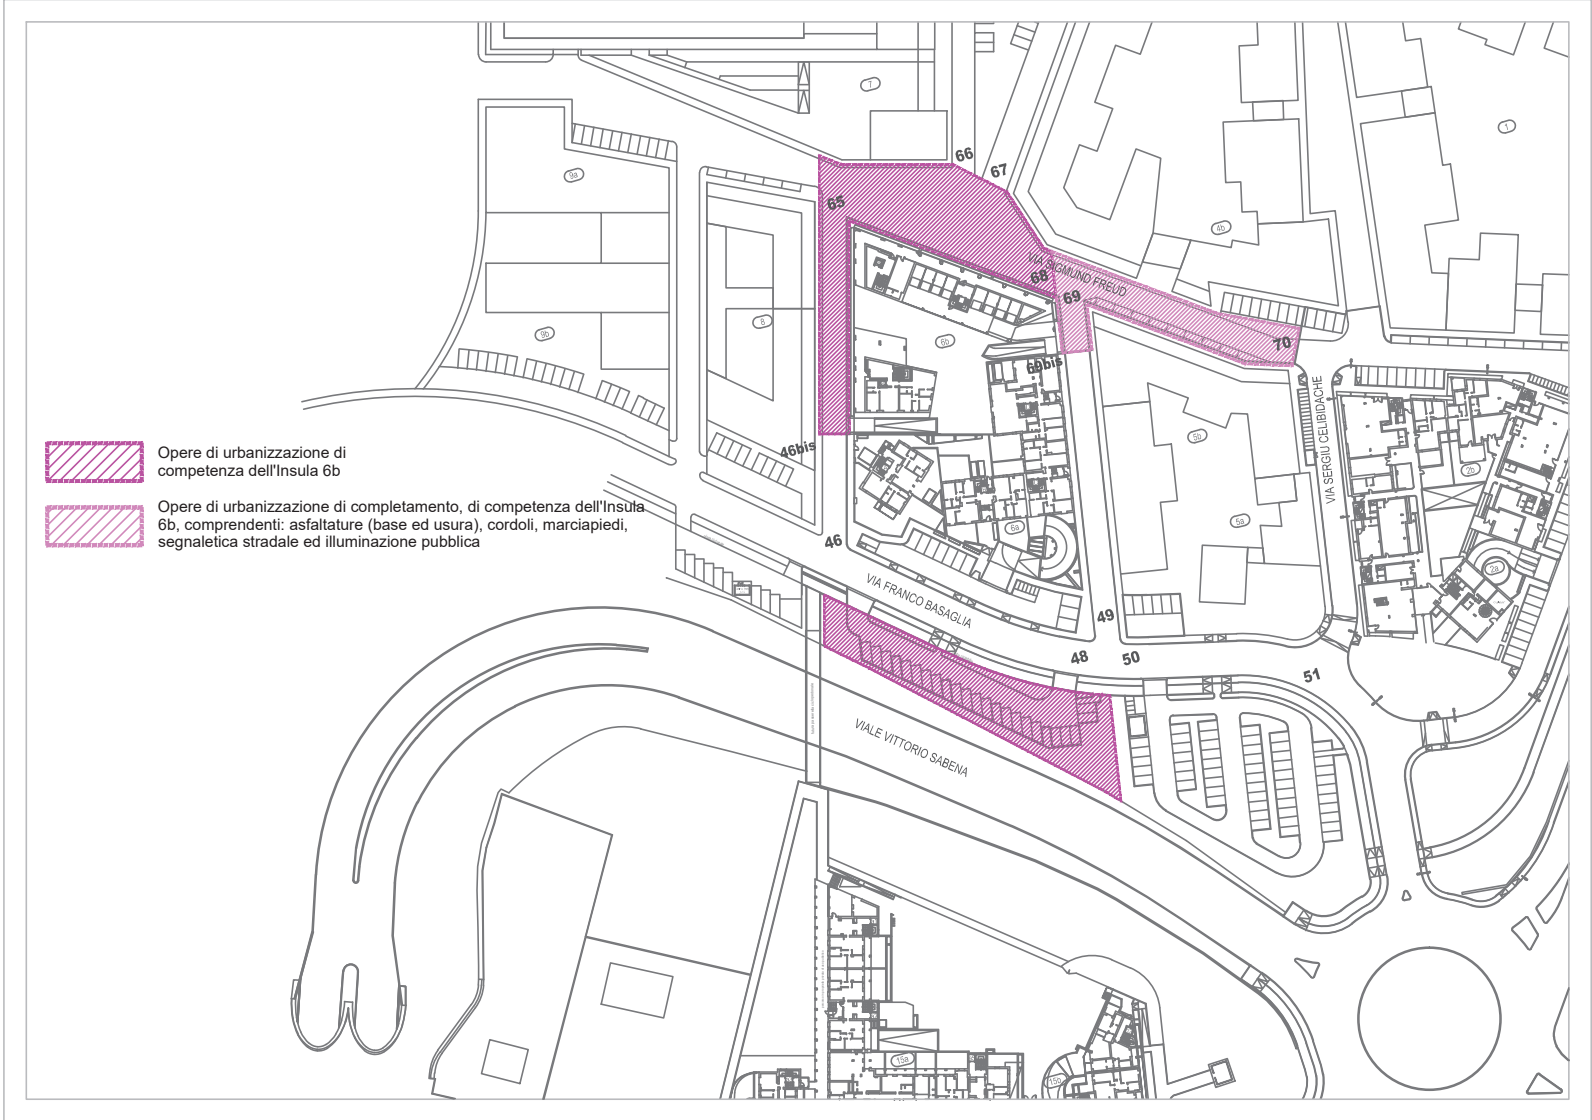 7
1
66
67
9a
65
4b
VIA SIGMUND FREUD
68
69
8
9b
6b
70
69bis
VIA SERGIU CELIBIDACHE
5b
46bis
Opere di urbanizzazione di
competenza dell'Insula 6b
2b
Opere di urbanizzazione di completamento, di competenza dell'Insula
6b, comprendenti: asfaltature (base ed usura), cordoli, marciapiedi,
segnaletica stradale ed illuminazione pubblica
6a
5a
46
2a
VIA FRANCO BASAGLIA
49
48
50
51
VIALE VITTORIO SABENA
15a